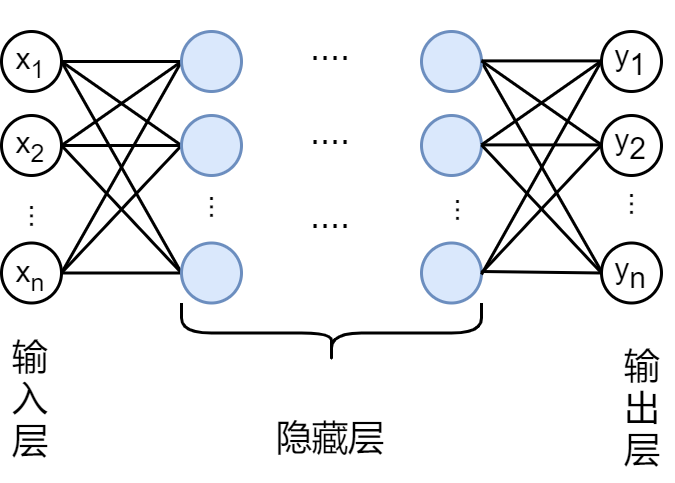 x1 .... y1
x2 .... y2
⋮ ⋮ .... ⋮ ⋮
xn yn
输入层
隐藏层
输出层